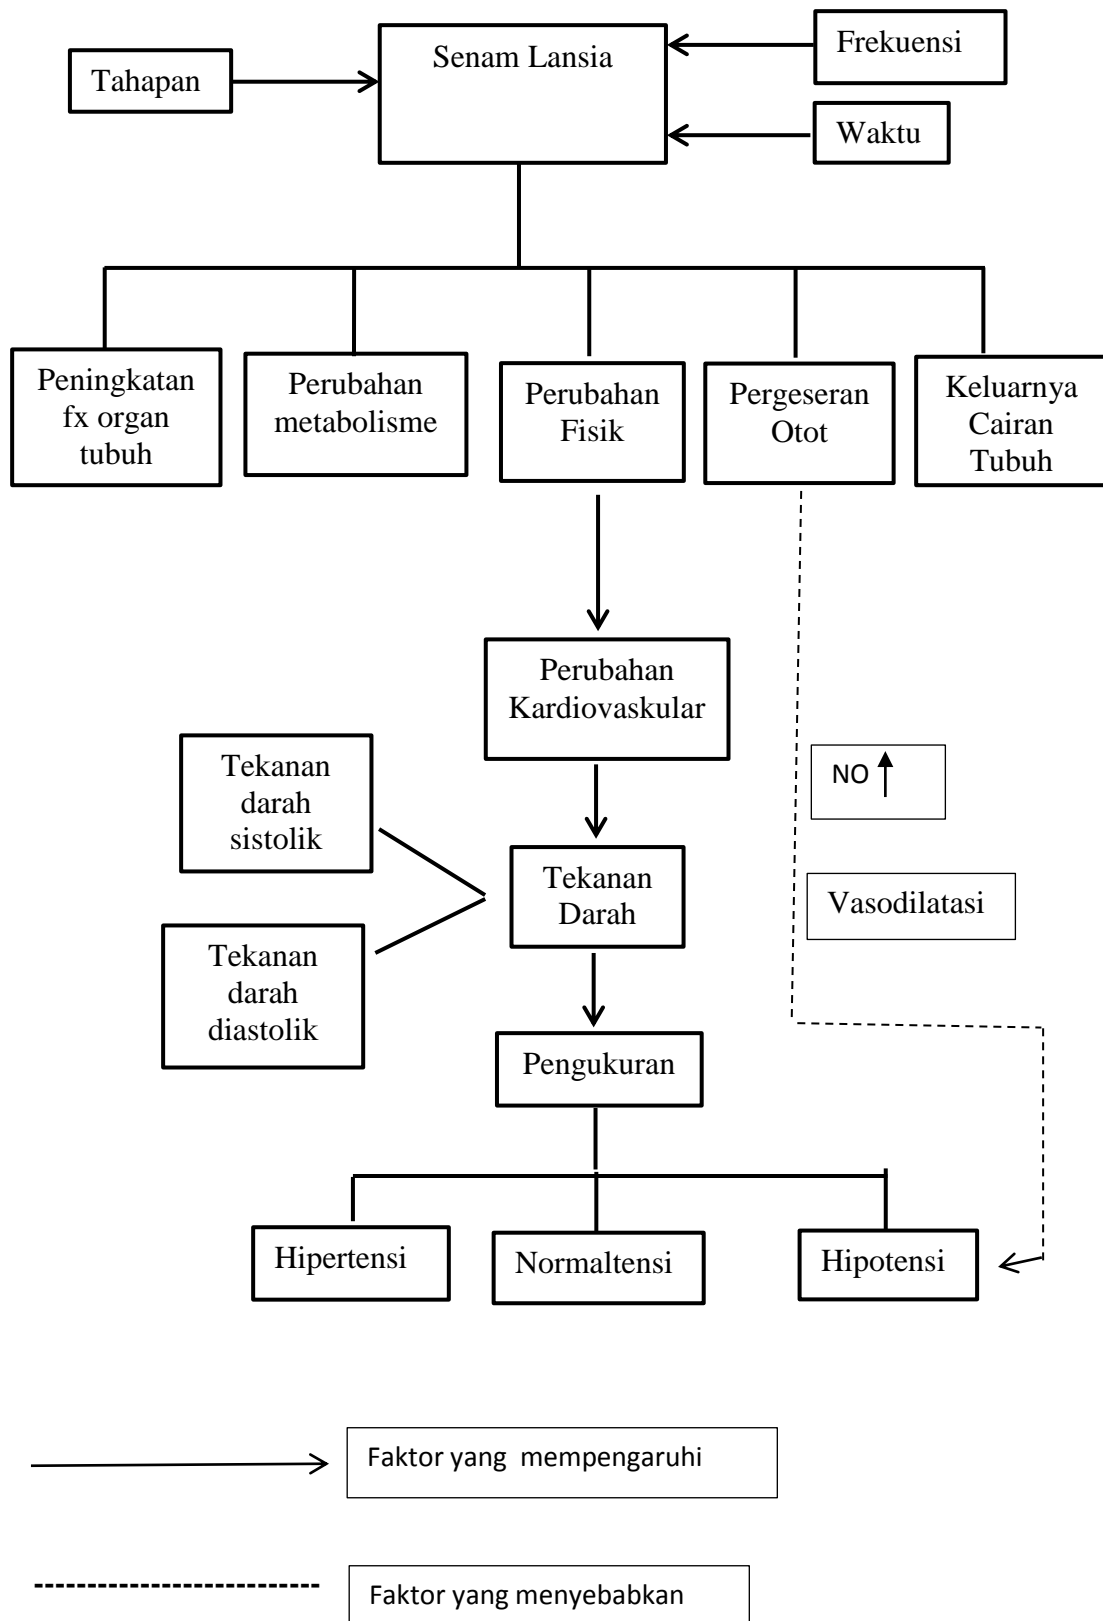 Tahapan
Senam Lansia
Frekuensi
Waktu
Peningkatan
fx organ
tubuh
Perubahan
metabolisme
Perubahan
Fisik
Pergeseran
Otot
Keluarnya
Cairan
Tubuh
Perubahan
Kardiovaskular
Tekanan
darah
sistolik
NO
Tekanan
Darah
Vasodilatasi
Tekanan
darah
diastolik
Pengukuran
Hipertensi
Normaltensi
Hipotensi
Faktor yang mempengaruhi
Faktor yang menyebabkan